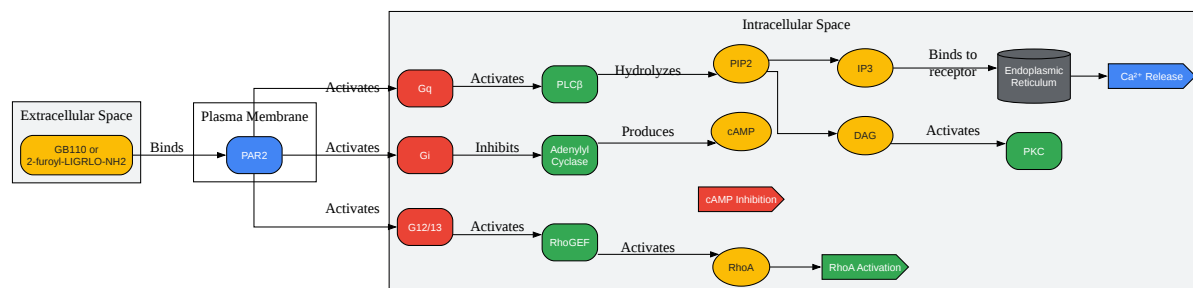 Intracellular Space
Extracellular Space
GB110 or
2-furoyl-LIGRLO-NH2
Binds
Plasma Membrane
PAR2
Activates
Gq
Activates
PLCβ
Hydrolyzes
PIP2
IP3
Binds to
receptor
Endoplasmic
Reticulum
Ca²⁺ Release
Activates
Gi
Inhibits
Adenylyl
Cyclase
Produces
cAMP
DAG
Activates
PKC
cAMP Inhibition
Activates
G12/13
Activates
RhoGEF
Activates
RhoA
RhoA Activation